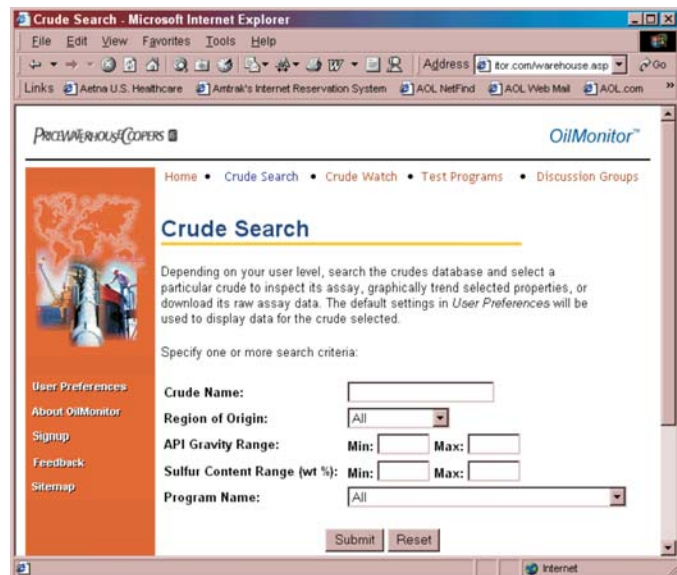 Crude Search - Microsoft Internet Explorer
File Edit View Favorites Tools Help
Address itor.com/warehouse.asp Go
Links Aetna U.S. Healthcare Amtrak's Internet Reservation System AOL NetFind AOL Web Mail AOL.com »
PRICEWATERHOUSECOOPERS OilMonitor™
Home • Crude Search • Crude Watch • Test Programs • Discussion Groups
Crude Search
Depending on your user level, search the crudes database and select a
particular crude to inspect its assay, graphically trend selected properties, or
download its raw assay data. The default settings in User Preferences will be
used to display data for the crude selected.
Specify one or more search criteria:
User Preferences
About OilMonitor
Signup
Feedback
Sitemap
Crude Name:
Region of Origin: All
API Gravity Range: Min: Max:
Sulfur Content Range (wt %): Min: Max:
Program Name: All
Submit Reset
Internet